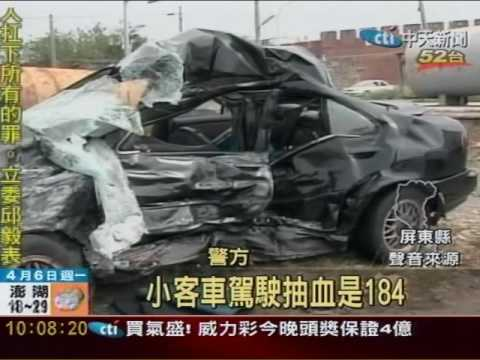 人扛下所有的罪。立委邱毅表
cti 中天新聞
52台
屏東縣
聲音來源
警方
小客車駕駛抽血是184
4月6日週一
澎湖
18~23
10:08:20 cti 買氣盛! 威力彩今晚頭獎保證4億